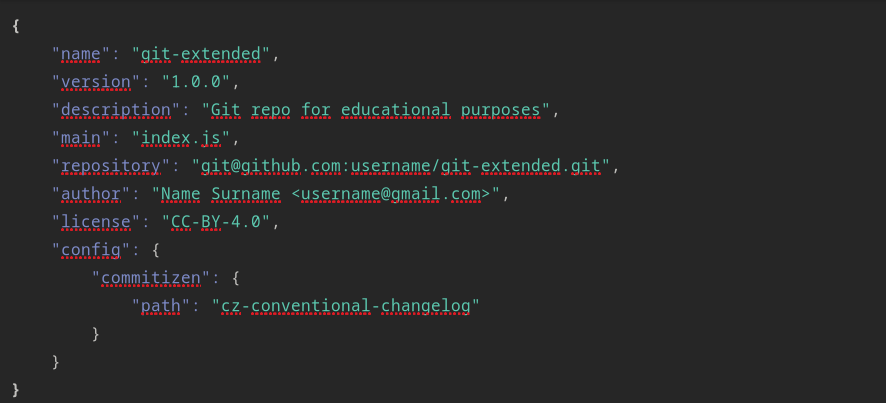 {
"name": "git-extended",
"version": "1.0.0",
"description": "Git repo for educational purposes",
"main": "index.js",
"repository": "git@github.com:username/git-extended.git",
"author": "Name Surname <username@gmail.com>",
"license": "CC-BY-4.0",
"config": {
"commitizen": {
"path": "cz-conventional-changelog"
}
}
}